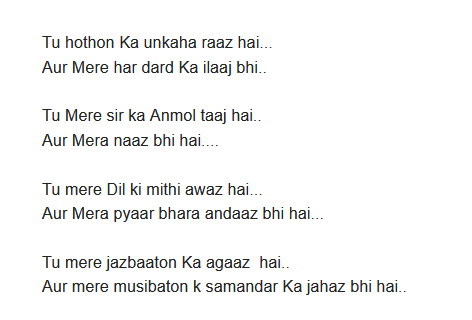 Tu hothon Ka unkaha raaz hai...
Aur Mere har dard Ka ilaaj bhi..
Tu Mere sir ka Anmol taaj hai..
Aur Mera naaz bhi hai....
Tu mere Dil ki mithi awaz hai...
Aur Mera pyaar bhara andaaz bhi hai...
Tu mere jazbaaton Ka agaaz  hai..
Aur mere musibaton k samandar Ka jahaz bhi hai..